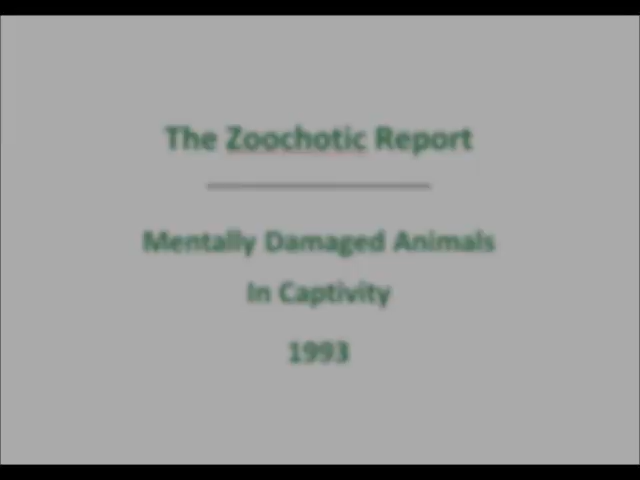 The Zoochotic Report
Mentally Damaged Animals
In Captivity
1993